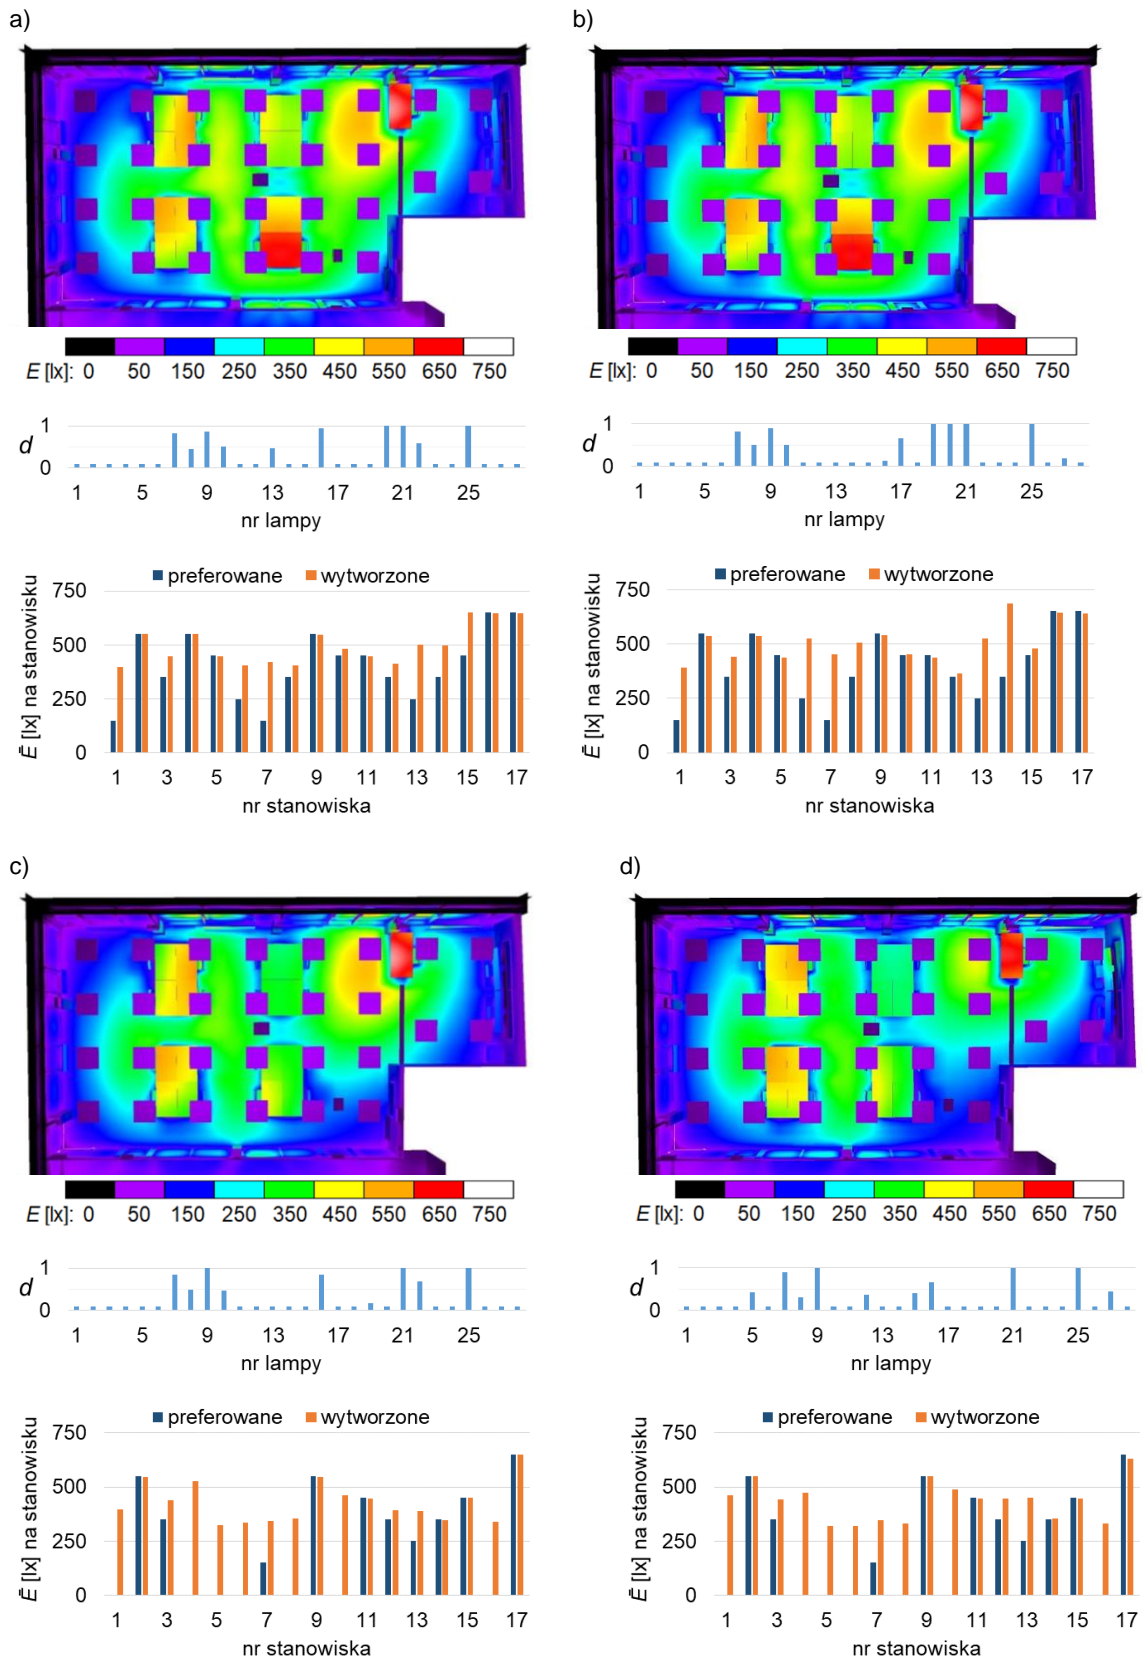 a)
E [lx]: 0 50 150 250 350 450 550 650 750
d
1
0
1 5 9 13 17 21 25
nr lampy
Ē [lx] na stanowisku
preferowane wytworzone
750
500
250
0
1 3 5 7 9 11 13 15 17
nr stanowiska
b)
E [lx]: 0 50 150 250 350 450 550 650 750
d
1
0
1 5 9 13 17 21 25
nr lampy
Ē [lx] na stanowisku
preferowane wytworzone
750
500
250
0
1 3 5 7 9 11 13 15 17
nr stanowiska
c)
E [lx]: 0 50 150 250 350 450 550 650 750
d
1
0
1 5 9 13 17 21 25
nr lampy
Ē [lx] na stanowisku
preferowane wytworzone
750
500
250
0
1 3 5 7 9 11 13 15 17
nr stanowiska
d)
E [lx]: 0 50 150 250 350 450 550 650 750
d
1
0
1 5 9 13 17 21 25
nr lampy
Ē [lx] na stanowisku
preferowane wytworzone
750
500
250
0
1 3 5 7 9 11 13 15 17
nr stanowiska